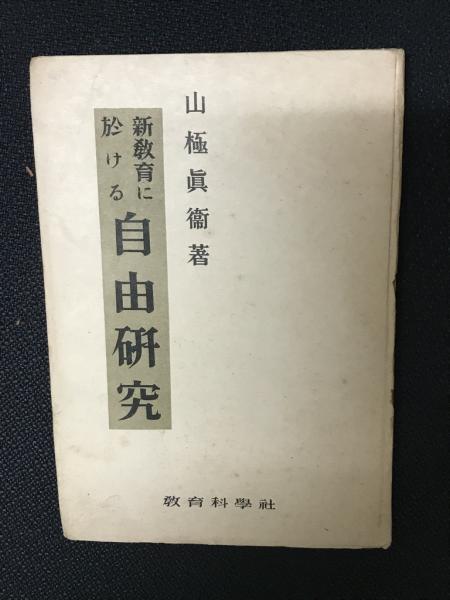 山極眞衞著
新敎育に
於ける
自由硏究
敎育科學社